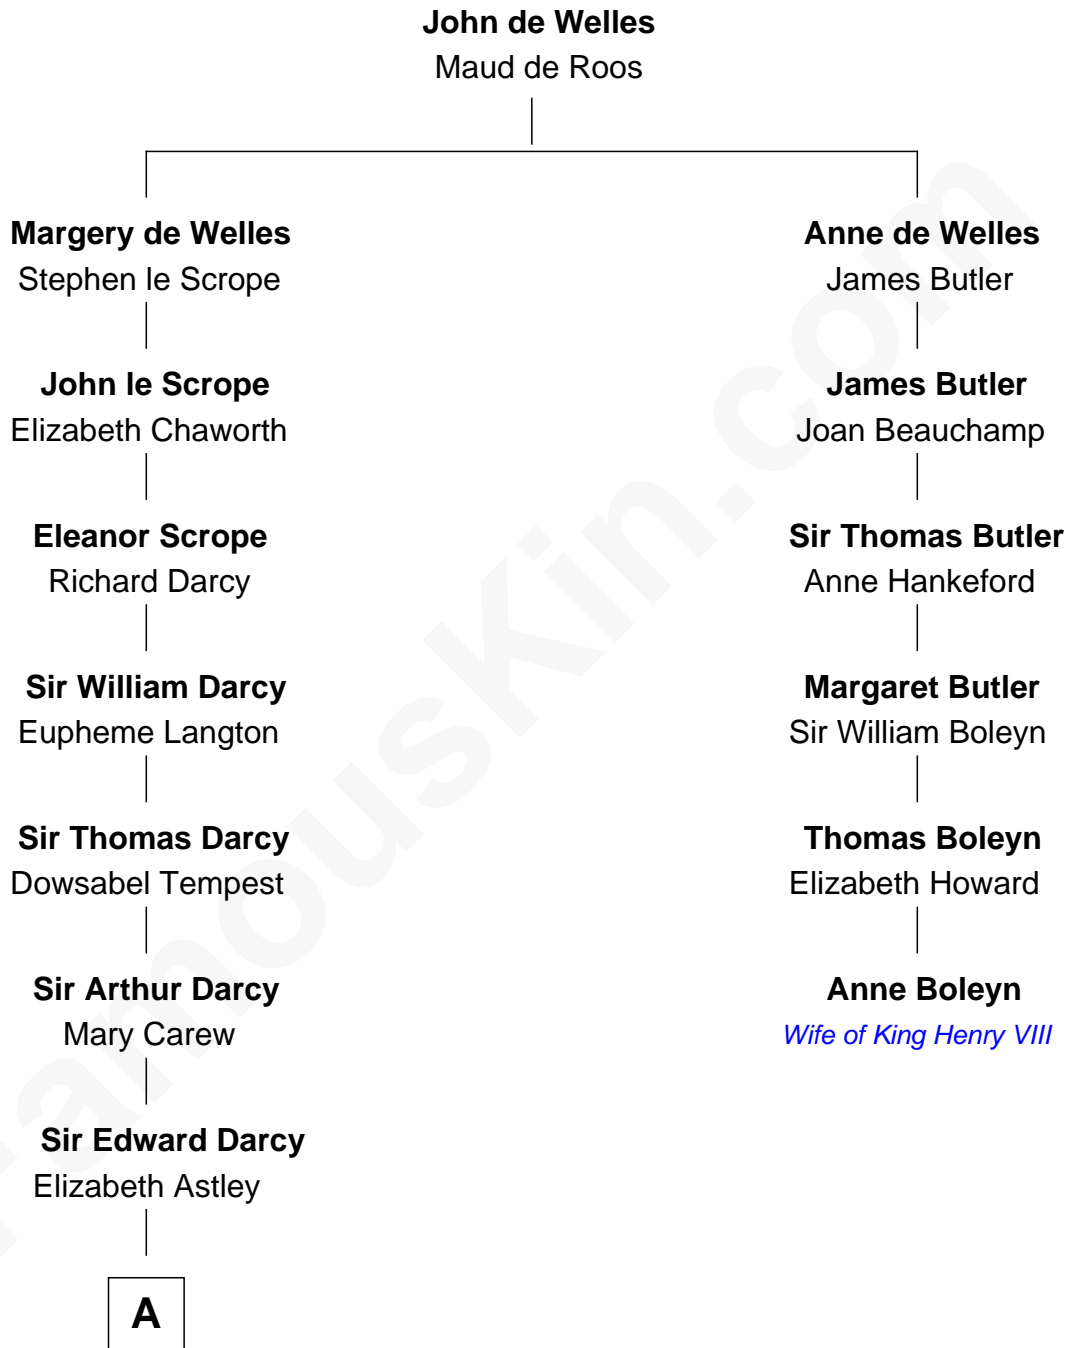 John de Welles
Maud de Roos
Margery de Welles
Stephen le Scrope
Anne de Welles
James Butler
John le Scrope
Elizabeth Chaworth
James Butler
Joan Beauchamp
Eleanor Scrope
Richard Darcy
Sir Thomas Butler
Anne Hankeford
Sir William Darcy
Eupheme Langton
Margaret Butler
Sir William Boleyn
Sir Thomas Darcy
Dowsabel Tempest
Thomas Boleyn
Elizabeth Howard
Sir Arthur Darcy
Mary Carew
Anne Boleyn
Wife of King Henry VIII
Sir Edward Darcy
Elizabeth Astley
A
FamousKin.com